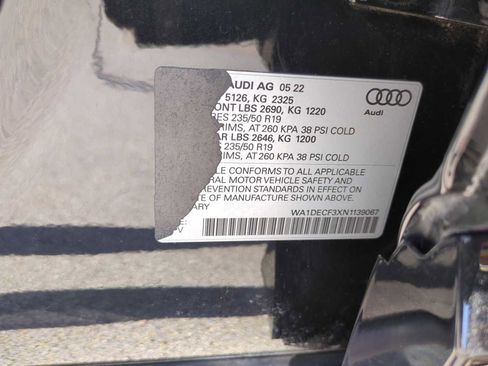 AUDI AG 05 22
5126, KG 2325
ONT LBS 2690, KG 1220
RES 235/50 R19
RIMS, AT 260 KPA 38 PSI COLD
AR LBS 2646, KG 1200
ES 235/50 R19
RIMS, AT 260 KPA 38 PSI COLD
LE CONFORMS TO ALL APPLICABLE
ERAL MOTOR VEHICLE SAFETY AND
STANDARDS IN EFFECT ON
TE OF MANUFACTURE SHOWN ABOVE.
ARY
WA1DECF3XN1139067
Audi